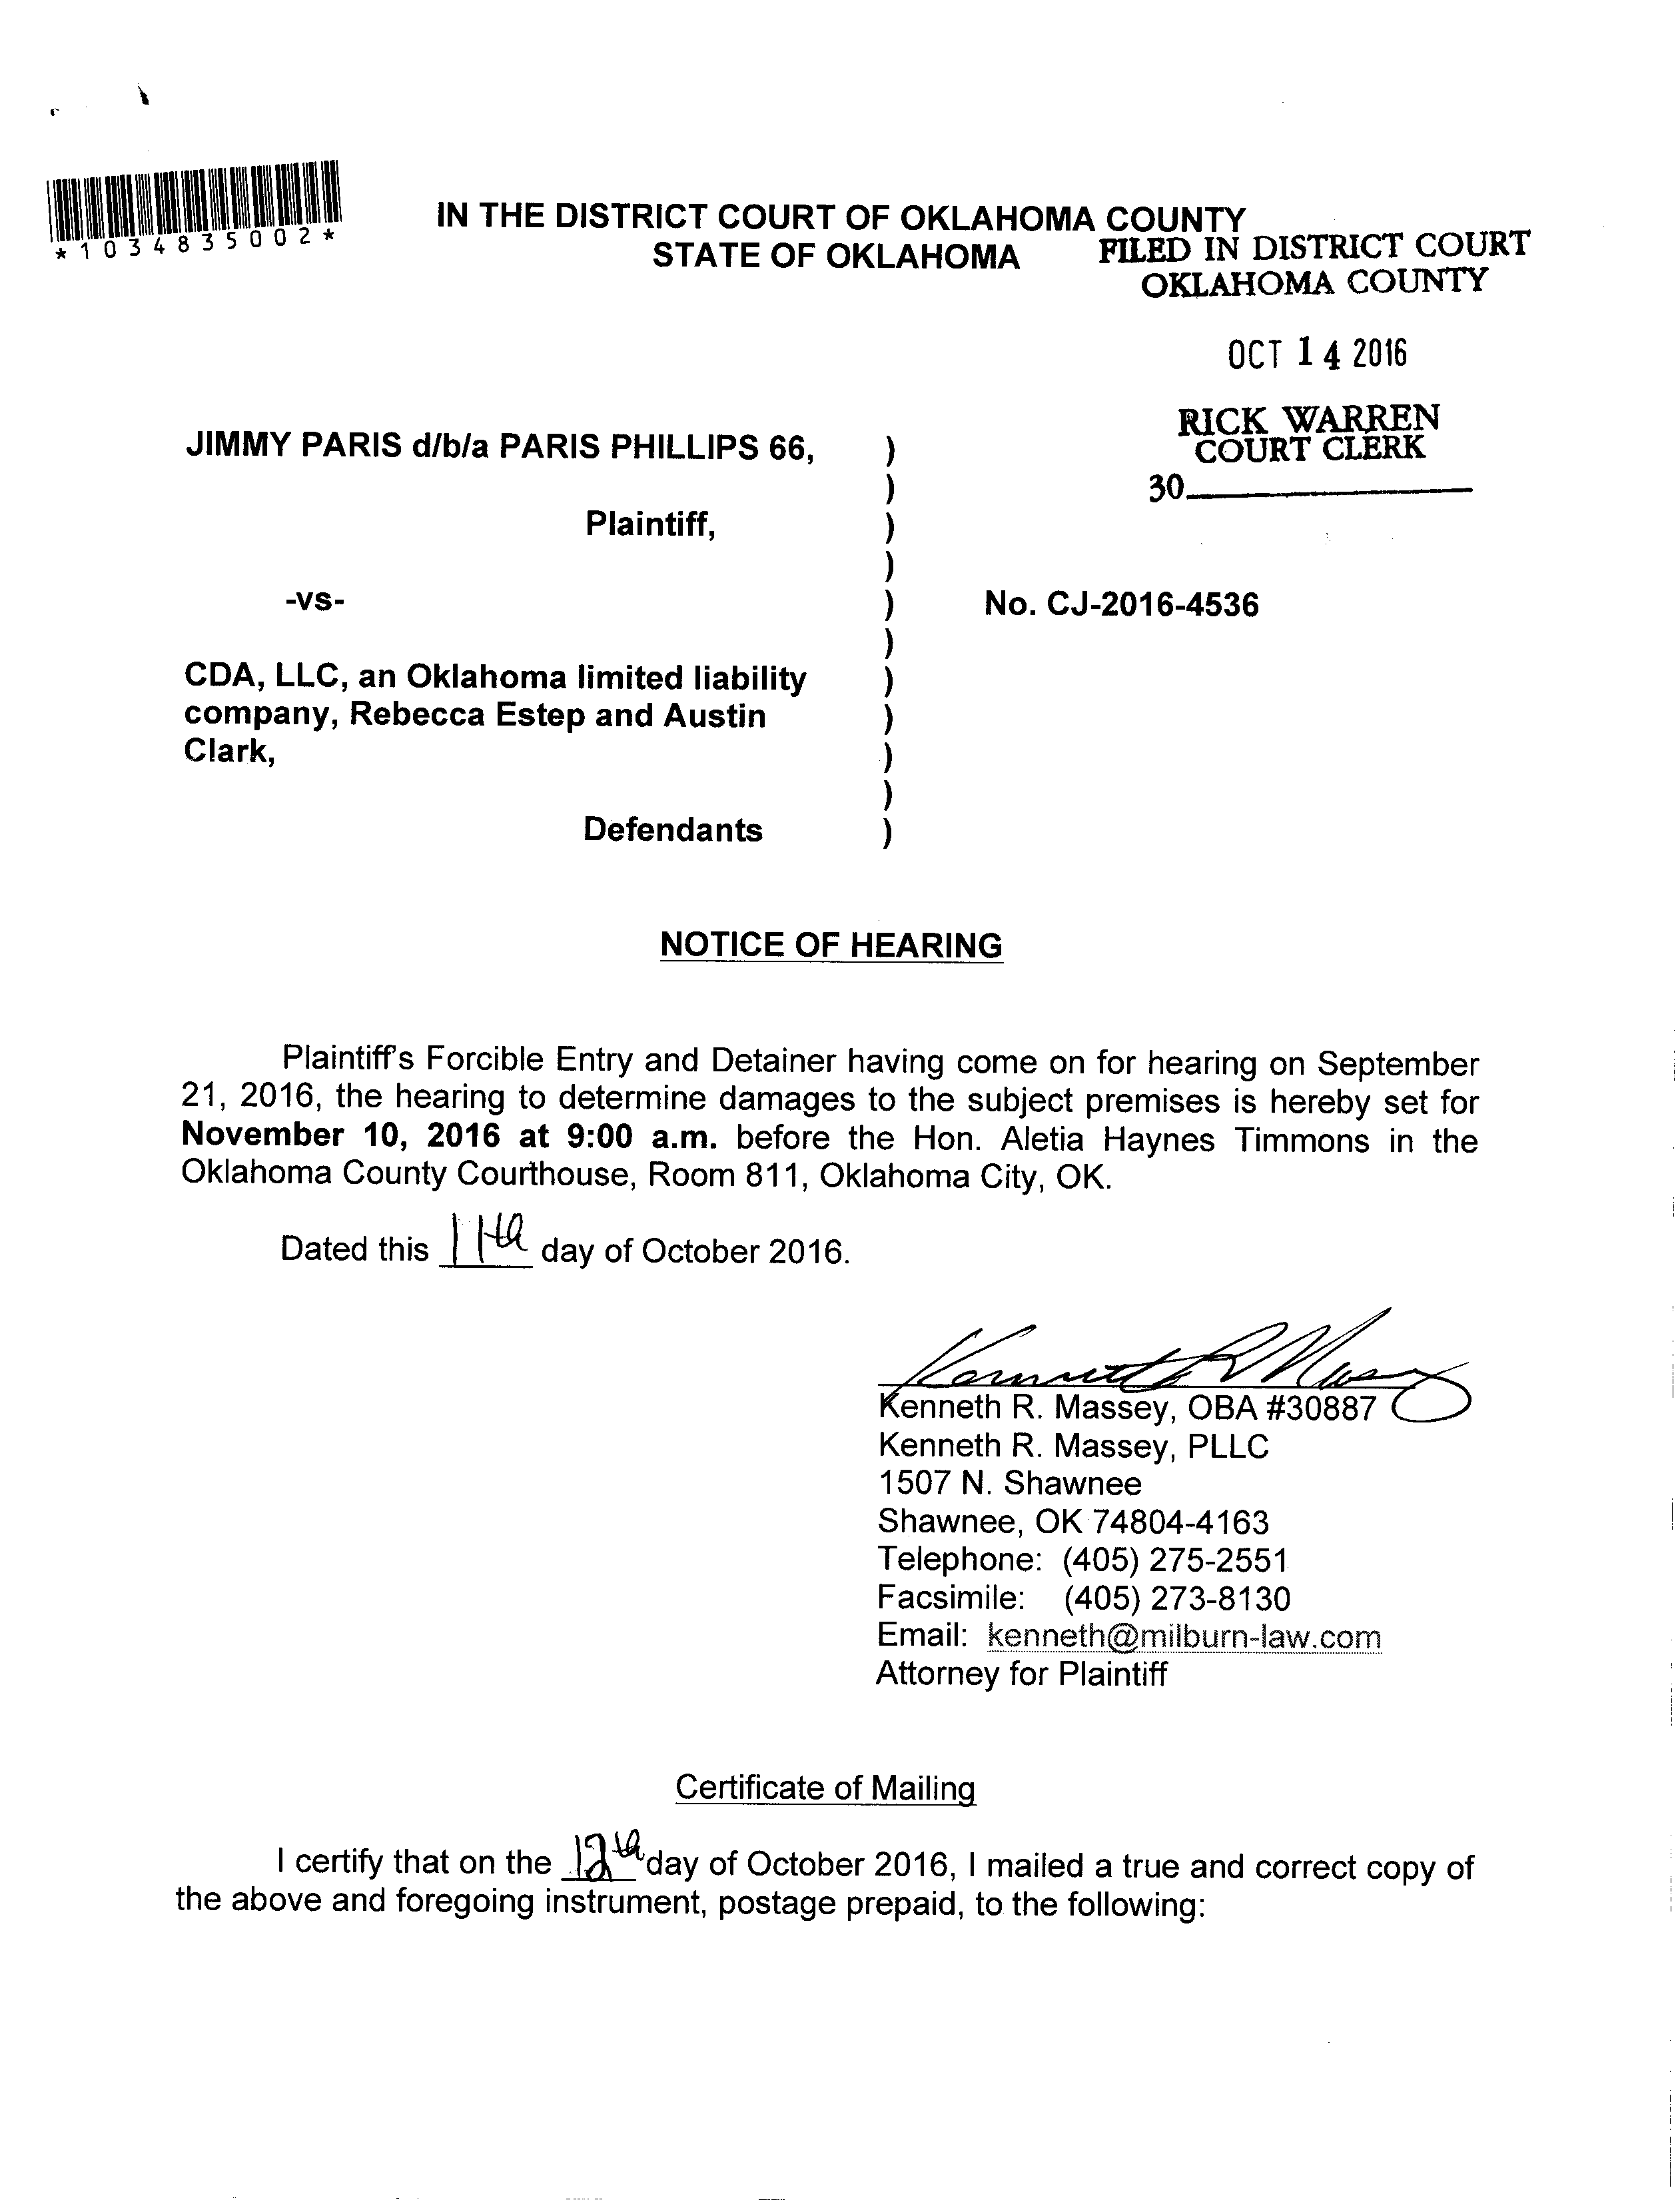 *1034835002*
IN THE DISTRICT COURT OF OKLAHOMA COUNTY
STATE OF OKLAHOMA
FILED IN DISTRICT COURT
OKLAHOMA COUNTY
OCT 14 2016
RICK WARREN
COURT CLERK
30
JIMMY PARIS d/b/a PARIS PHILLIPS 66, )
)
Plaintiff, )
)
-vs- ) No. CJ-2016-4536
)
CDA, LLC, an Oklahoma limited liability )
company, Rebecca Estep and Austin )
Clark, )
)
Defendants )
NOTICE OF HEARING
Plaintiff's Forcible Entry and Detainer having come on for hearing on September
21, 2016, the hearing to determine damages to the subject premises is hereby set for
November 10, 2016 at 9:00 a.m. before the Hon. Aletia Haynes Timmons in the
Oklahoma County Courthouse, Room 811, Oklahoma City, OK.
Dated this 11th day of October 2016.
Kenneth R Massey
Kenneth R. Massey, OBA #30887
Kenneth R. Massey, PLLC
1507 N. Shawnee
Shawnee, OK 74804-4163
Telephone: (405) 275-2551
Facsimile: (405) 273-8130
Email: kenneth@milburn-law.com
Attorney for Plaintiff
Certificate of Mailing
I certify that on the 12th day of October 2016, I mailed a true and correct copy of
the above and foregoing instrument, postage prepaid, to the following: